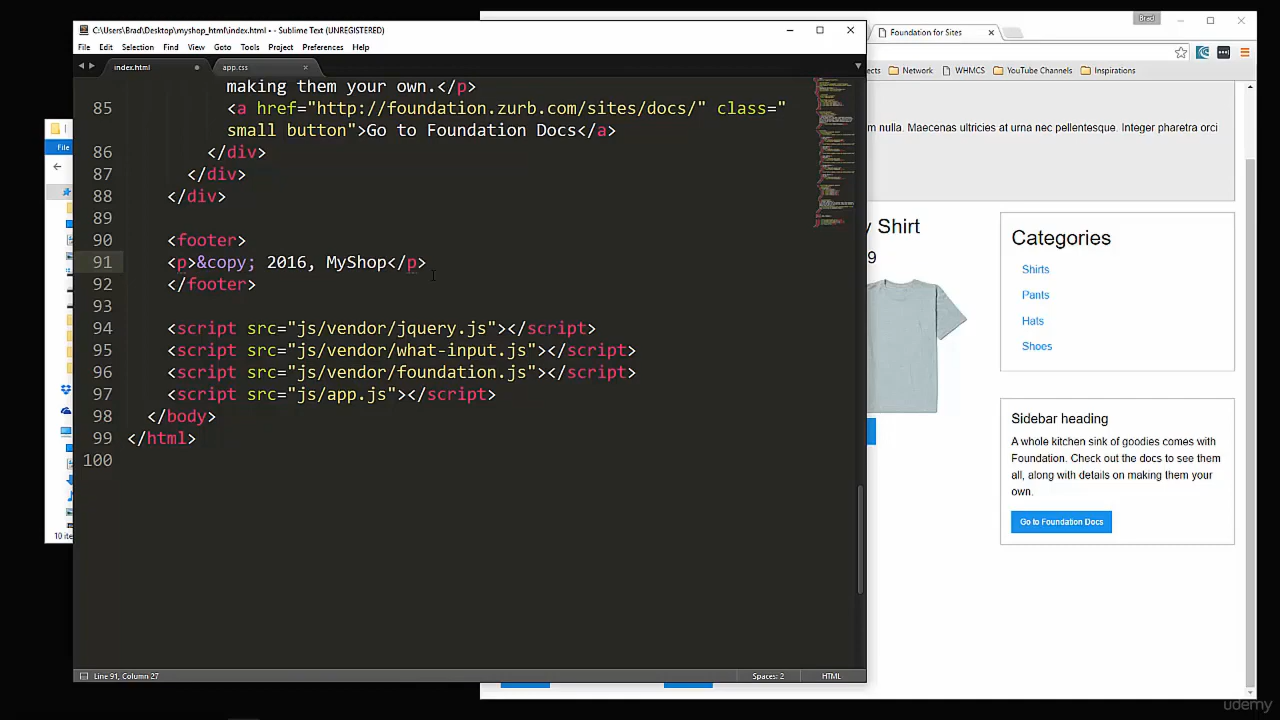 C:\Users\Brad\Desktop\myshop_html\index.html • - Sublime Text (UNREGISTERED)
File Edit Selection Find View Goto Tools Project Preferences Help
index.html
app.css
making them your own.</p>
85 <a href="http://foundation.zurb.com/sites/docs/" class="
small button">Go to Foundation Docs</a>
86 </div>
87 </div>
88 </div>
89
90 <footer>
91 <p>&copy; 2016, MyShop</p>
92 </footer>
93
94 <script src="js/vendor/jquery.js"></script>
95 <script src="js/vendor/what-input.js"></script>
96 <script src="js/vendor/foundation.js"></script>
97 <script src="js/app.js"></script>
98 </body>
99 </html>
100
Line 91, Column 27
Spaces: 2
HTML
File
10 ite
Brad
Foundation for Sites
ects Network WHMCS YouTube Channels Inspirations
m nulla. Maecenas ultricies at urna nec pellentesque. Integer pharetra orci
y Shirt
9
Categories
Shirts
Pants
Hats
Shoes
Sidebar heading
A whole kitchen sink of goodies comes with
Foundation. Check out the docs to see them
all, along with details on making them your
own.
Go to Foundation Docs
udemy